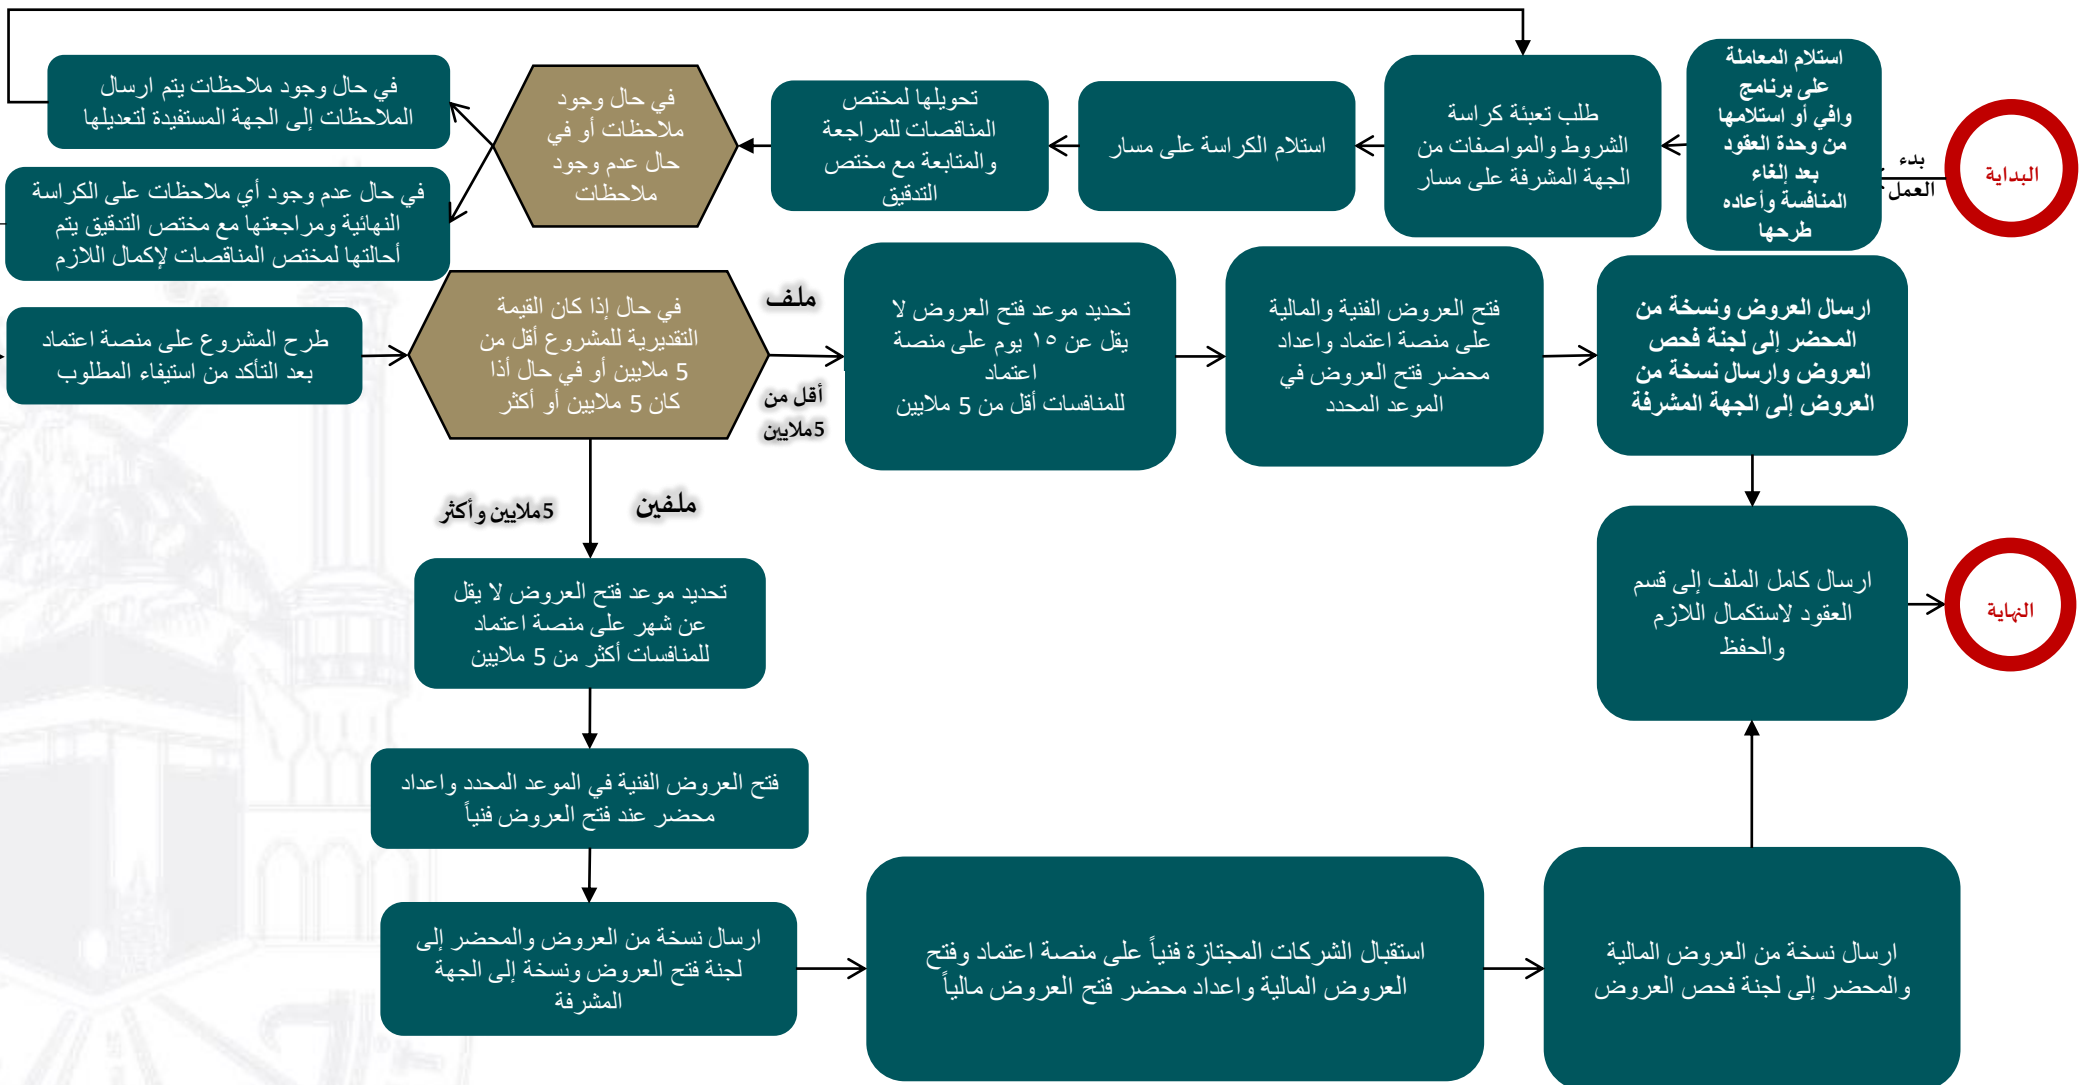 البداية
بدء
العمل
استلام المعاملة
على برنامج
وافي أو استلامها
من وحدة العقود
بعد إلغاء
المنافسة وأعاده
طرحها
طلب تعبئة كراسة
الشروط والمواصفات من
الجهة المشرفة على مسار
استلام الكراسة على مسار
تحويلها لمختص
المناقصات للمراجعة
والمتابعة مع مختص
التدقيق
في حال وجود
ملاحظات أو في
حال عدم وجود
ملاحظات
في حال وجود ملاحظات يتم ارسال
الملاحظات إلى الجهة المستفيدة لتعديلها
في حال عدم وجود أي ملاحظات على الكراسة
النهائية ومراجعتها مع مختص التدقيق يتم
أحالتها لمختص المناقصات لإكمال اللازم
طرح المشروع على منصة اعتماد
بعد التأكد من استيفاء المطلوب
في حال إذا كان القيمة
التقديرية للمشروع أقل من
5 ملايين أو في حال أذا
كان 5 ملايين أو أكثر
ملف
أقل من
5ملايين
تحديد موعد فتح العروض لا
يقل عن ١٥ يوم على منصة
اعتماد
للمنافسات أقل من 5 ملايين
فتح العروض الفنية والمالية
على منصة اعتماد واعداد
محضر فتح العروض في
الموعد المحدد
ارسال العروض ونسخة من
المحضر إلى لجنة فحص
العروض وارسال نسخة من
العروض إلى الجهة المشرفة
ملفين
5ملايين وأكثر
تحديد موعد فتح العروض لا يقل
عن شهر على منصة اعتماد
للمنافسات أكثر من 5 ملايين
فتح العروض الفنية في الموعد المحدد واعداد
محضر عند فتح العروض فنياً
ارسال نسخة من العروض والمحضر إلى
لجنة فتح العروض ونسخة إلى الجهة
المشرفة
استقبال الشركات المجتازة فنياً على منصة اعتماد وفتح
العروض المالية واعداد محضر فتح العروض مالياً
ارسال نسخة من العروض المالية
والمحضر إلى لجنة فحص العروض
ارسال كامل الملف إلى قسم
العقود لاستكمال اللازم
والحفظ
النهاية